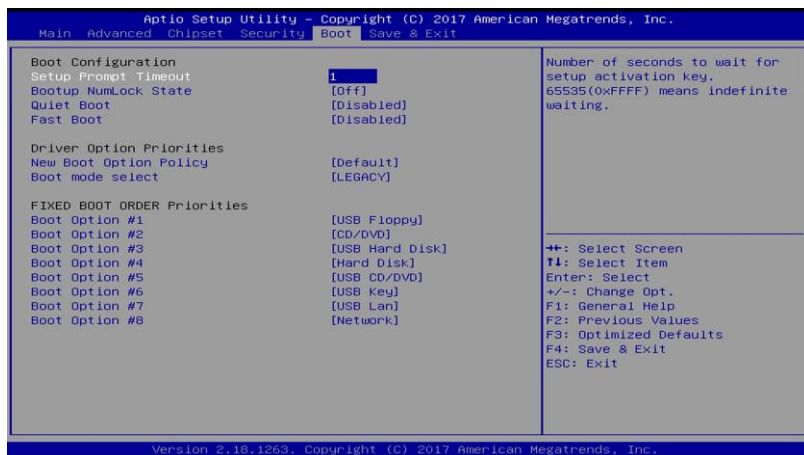 Aptio Setup Utility – Copyright (C) 2017 American Megatrends, Inc.
Main Advanced Chipset Security Boot Save & Exit
Boot Configuration
Setup Prompt Timeout 1
Bootup NumLock State [Off]
Quiet Boot [Disabled]
Fast Boot [Disabled]
Driver Option Priorities
New Boot Option Policy [Default]
Boot mode select [LEGACY]
FIXED BOOT ORDER Priorities
Boot Option #1 [USB Floppy]
Boot Option #2 [CD/DVD]
Boot Option #3 [USB Hard Disk]
Boot Option #4 [Hard Disk]
Boot Option #5 [USB CD/DVD]
Boot Option #6 [USB Key]
Boot Option #7 [USB Lan]
Boot Option #8 [Network]
Number of seconds to wait for
setup activation key.
65535(0xFFFF) means indefinite
waiting.
→←: Select Screen
↑↓: Select Item
Enter: Select
+/-: Change Opt.
F1: General Help
F2: Previous Values
F3: Optimized Defaults
F4: Save & Exit
ESC: Exit
Version 2.18.1263. Copyright (C) 2017 American Megatrends, Inc.